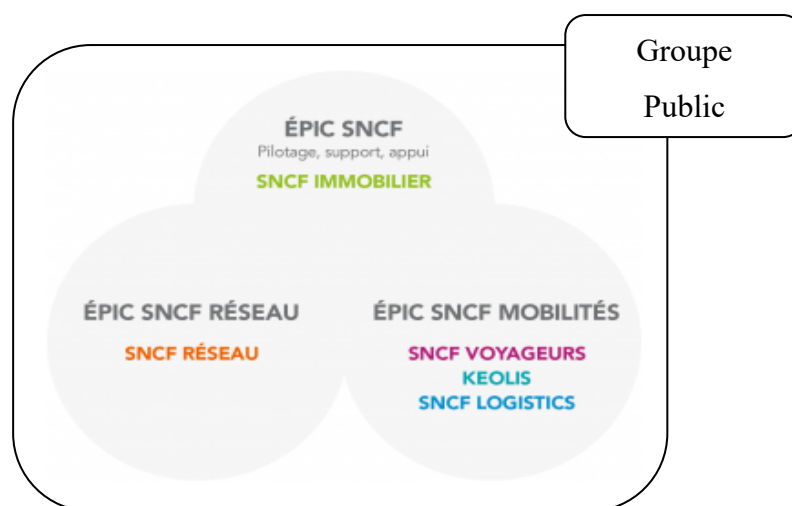 Groupe
Public
ÉPIC SNCF
Pilotage, support, appui
SNCF IMMOBILIER
ÉPIC SNCF RÉSEAU
SNCF RÉSEAU
ÉPIC SNCF MOBILITÉS
SNCF VOYAGEURS
KEOLIS
SNCF LOGISTICS